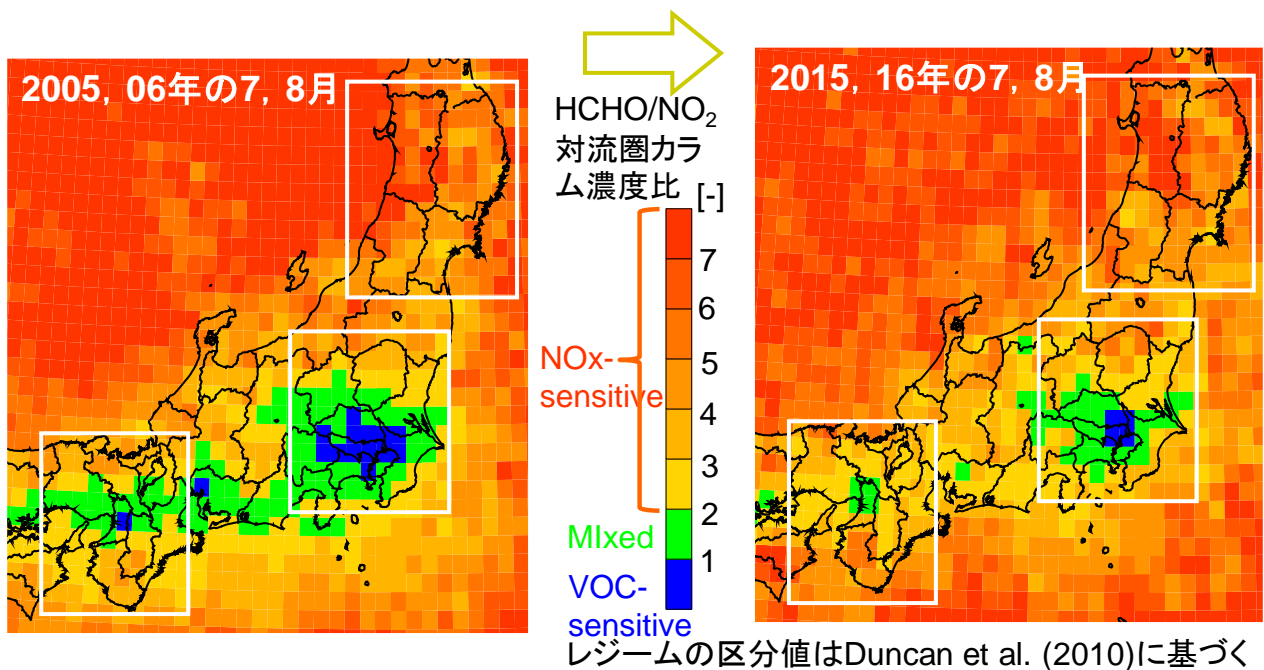 2005, 06年の7, 8月
2015, 16年の7, 8月
HCHO/NO₂
対流圏カラ
ム濃度比 [-]
7
6
5
4
3
2
1
NOx-
sensitive
MIxed
VOC-
sensitive
レジームの区分値はDuncan et al. (2010)に基づく